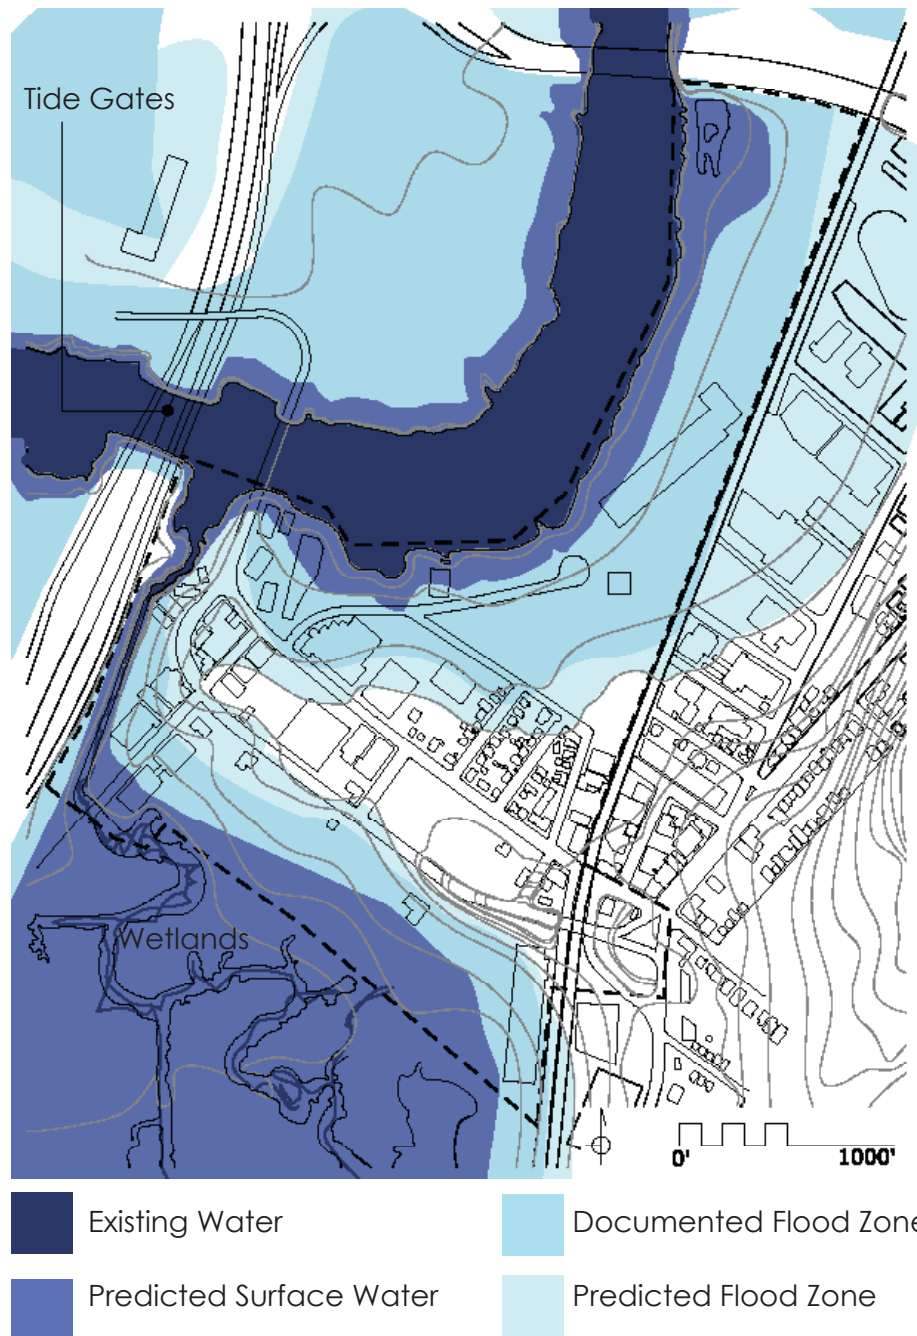 Tide Gates
Wetlands
0' 1000'
Existing Water
Documented Flood Zone
Predicted Surface Water
Predicted Flood Zone